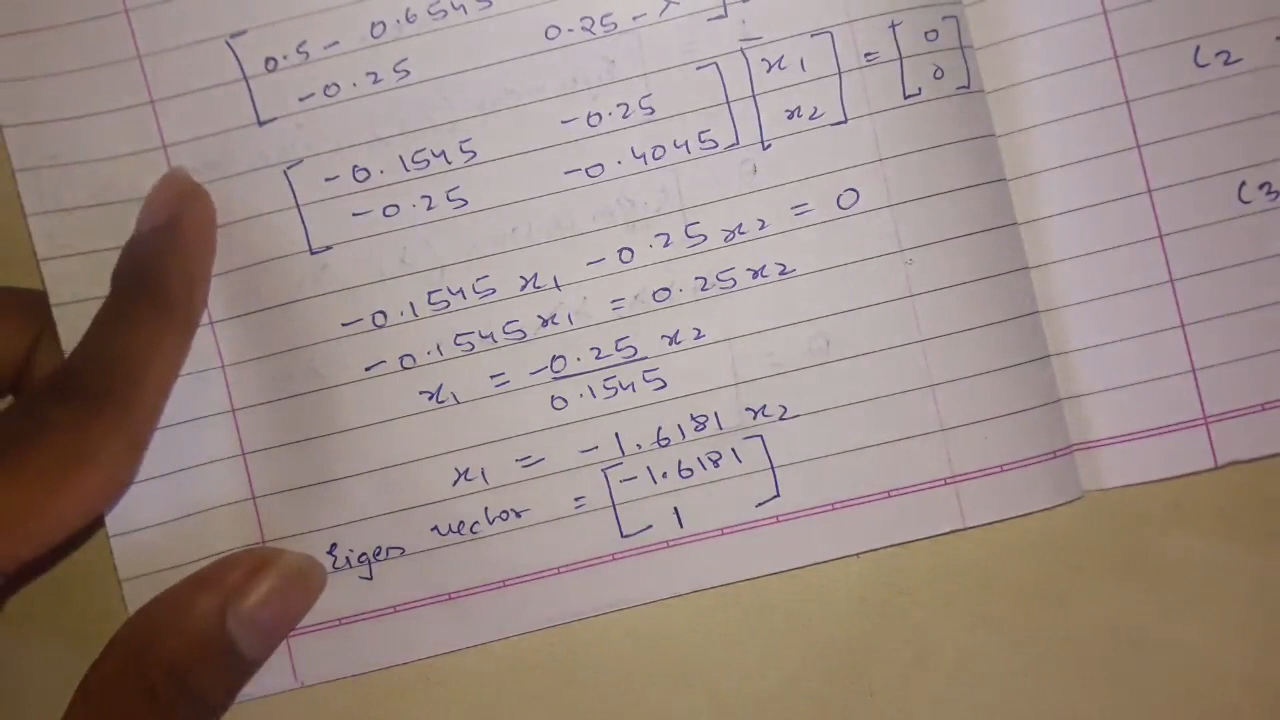 0.5 - 0.6545
-0.25 0.25 - λ
[ -0.1545 -0.25 ] [ x1 ] = [ 0 ]
[ -0.25 -0.4045 ] [ x2 ] [ 0 ]
-0.1545 x1 - 0.25 x2 = 0
-0.1545 x1 = 0.25 x2
x1 = -0.25 x2
0.1545
x1 = -1.6181 x2
Eigen vector = [ -1.6181 ]
[ 1 ]
(2
(3